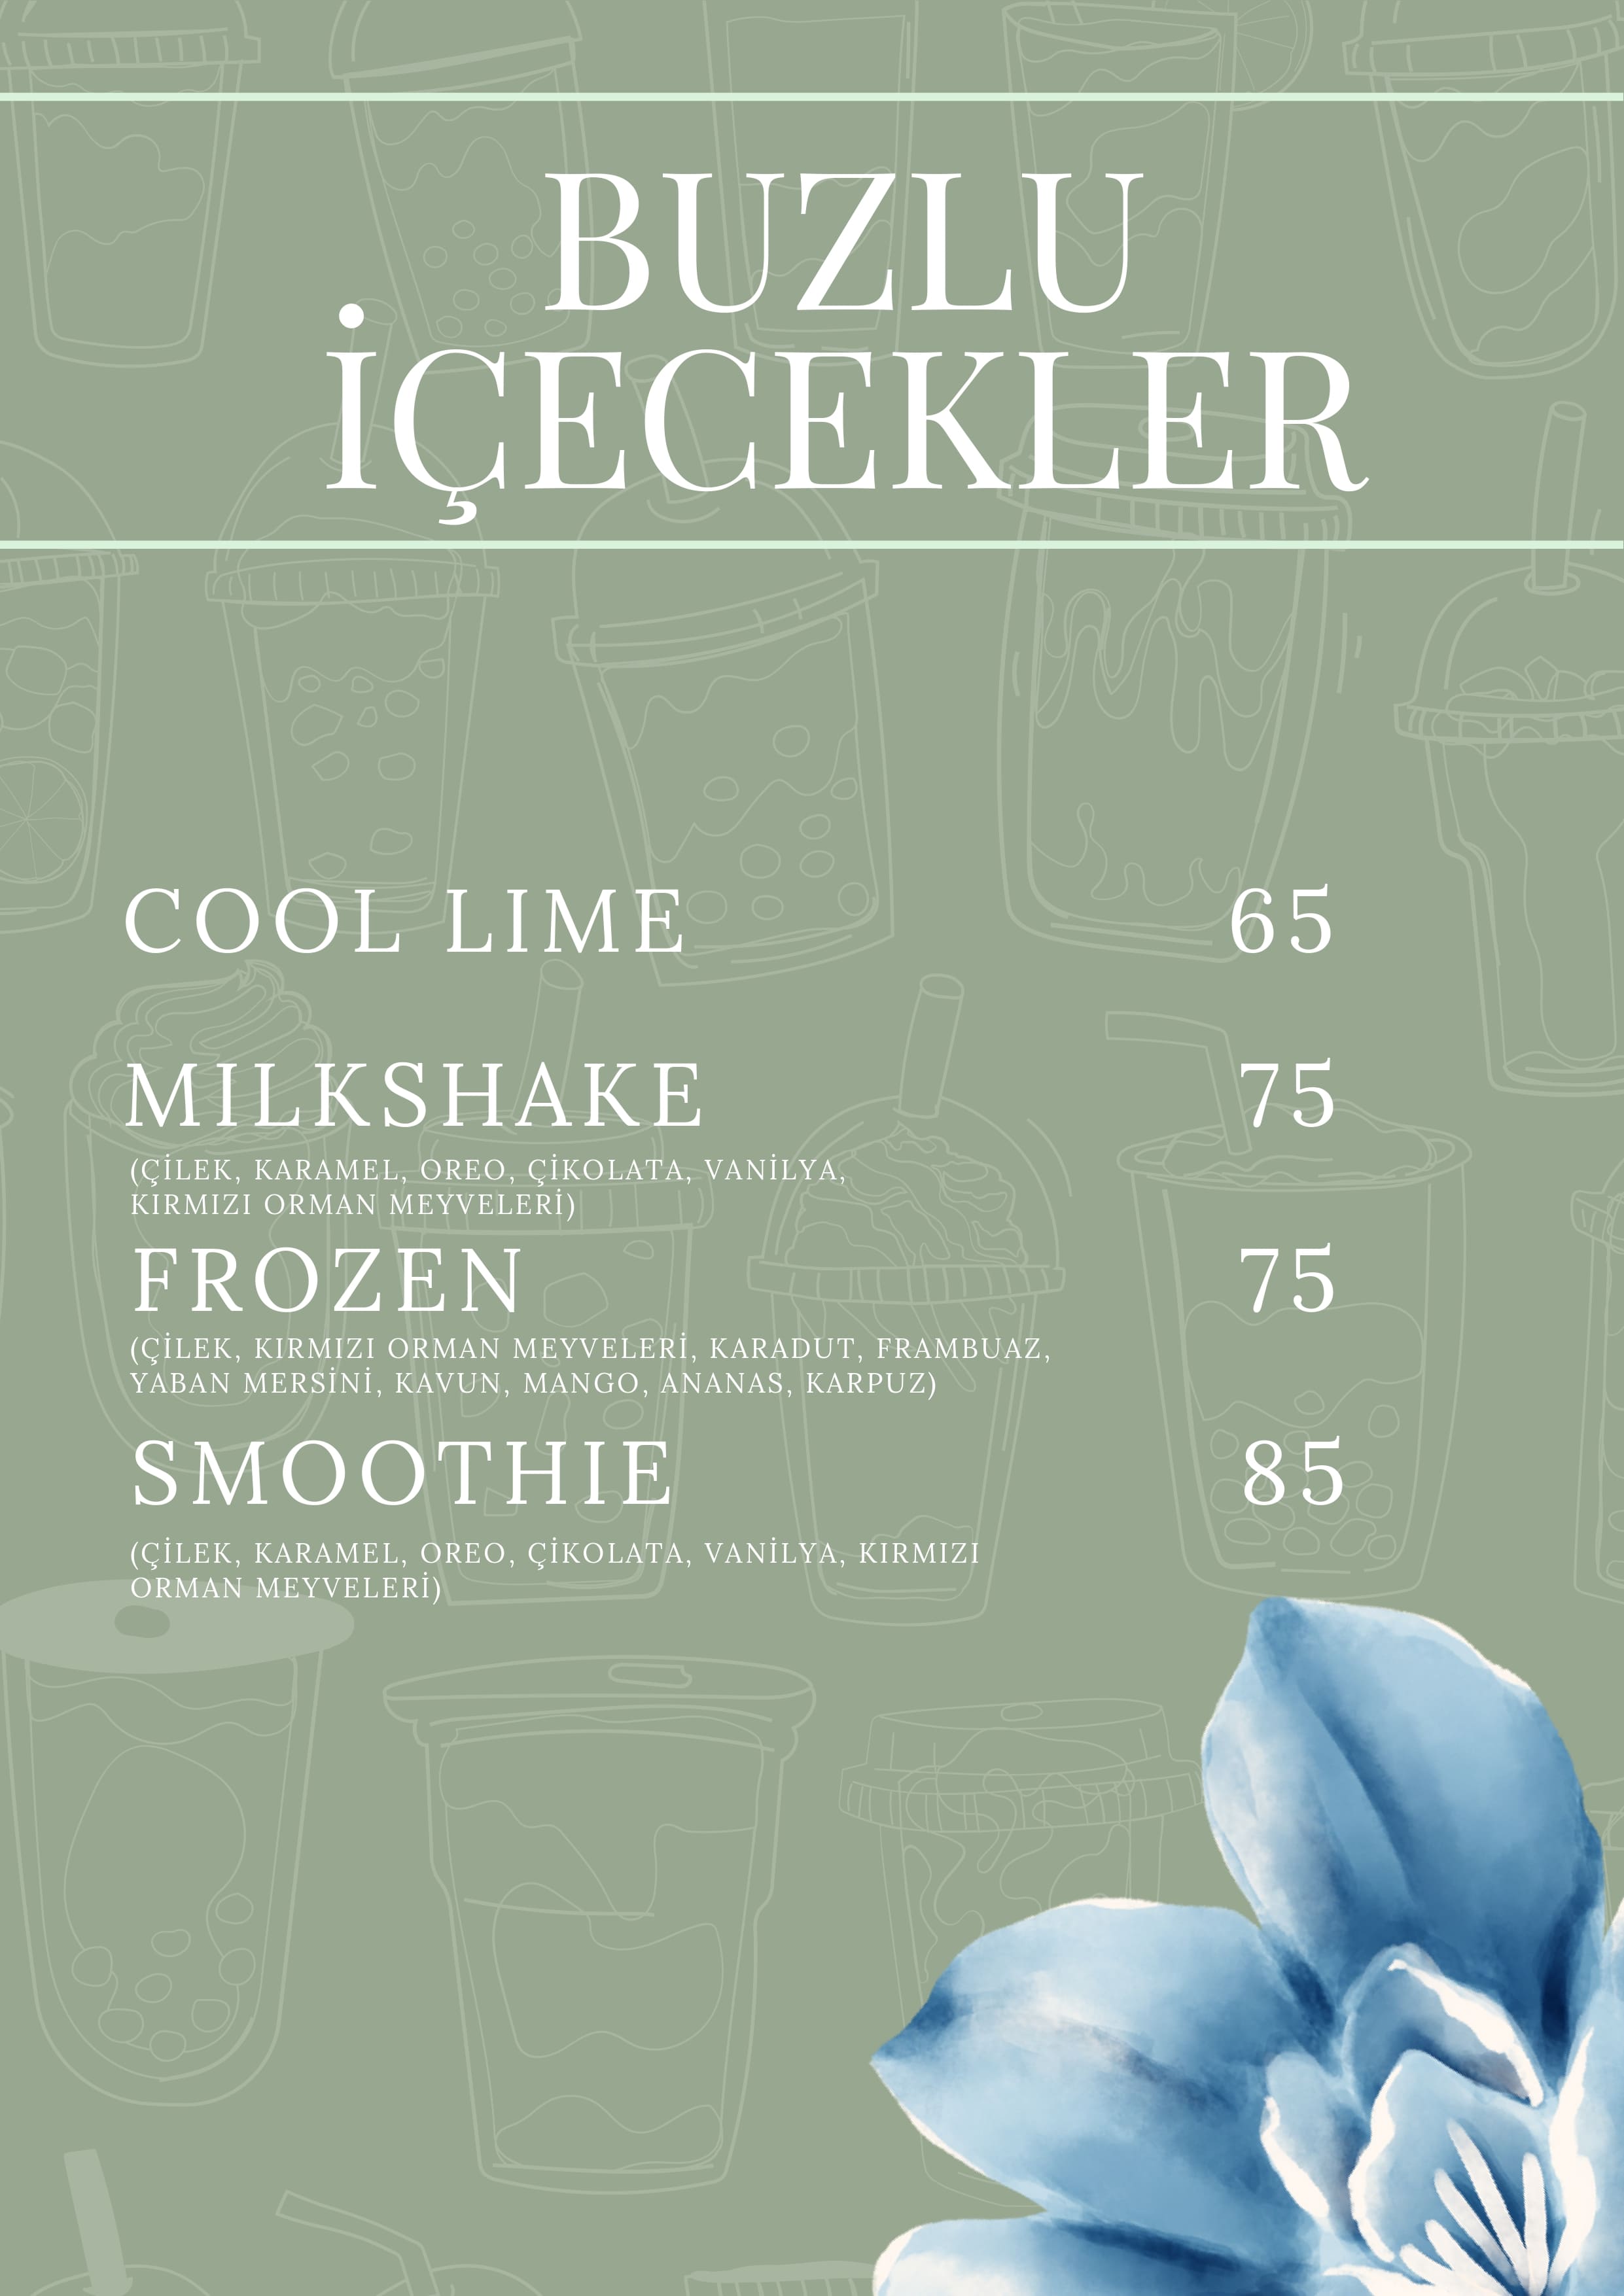 BUZLU
İÇECEKLER
COOL LIME 65
MILKSHAKE 75
(ÇİLEK, KARAMEL, OREO, ÇİKOLATA, VANİLYA,
KIRMIZI ORMAN MEYVELERİ)
FROZEN 75
(ÇİLEK, KIRMIZI ORMAN MEYVELERİ, KARADUT, FRAMBUAZ,
YABAN MERSİNİ, KAVUN, MANGO, ANANAS, KARPUZ)
SMOOTHIE 85
(ÇİLEK, KARAMEL, OREO, ÇİKOLATA, VANİLYA, KIRMIZI
ORMAN MEYVELERİ)